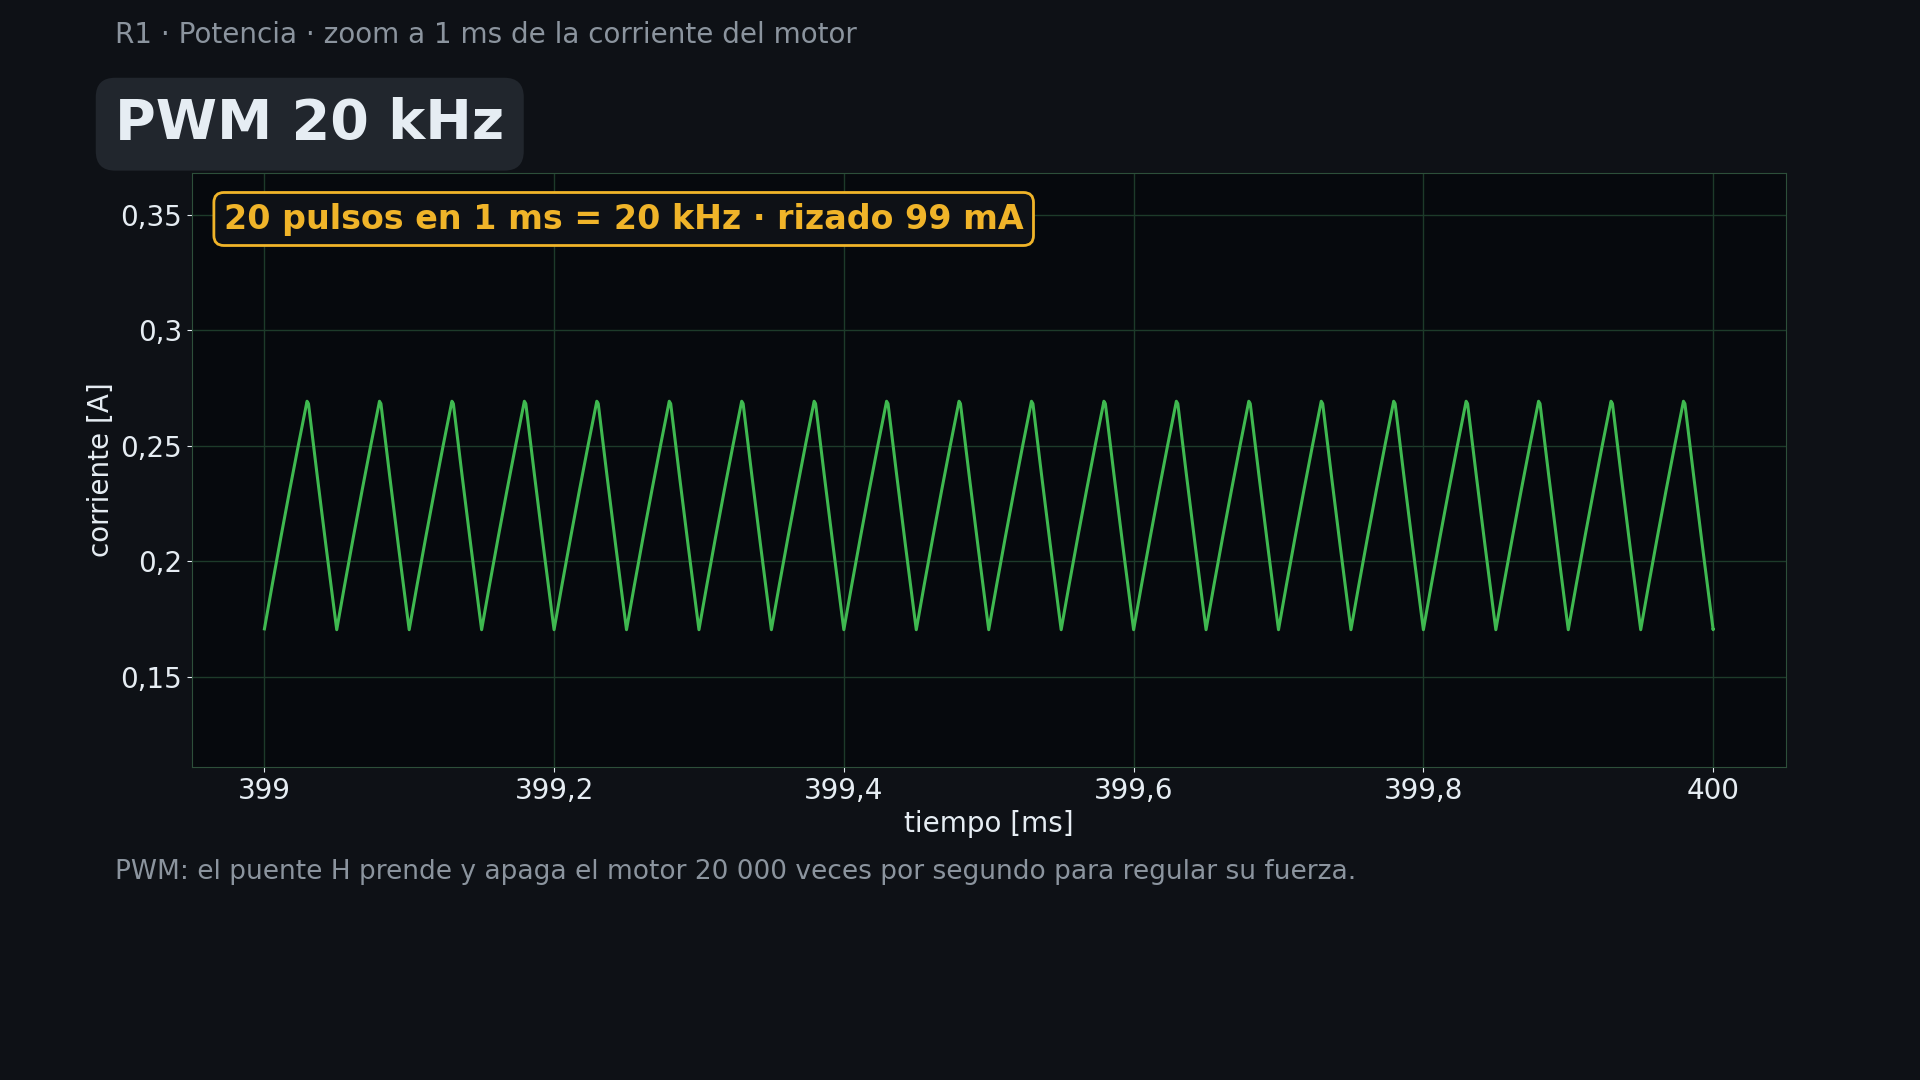 R1 · Potencia · zoom a 1 ms de la corriente del motor
PWM 20 kHz
20 pulsos en 1 ms = 20 kHz · rizado 99 mA
0,35
0,3
0,25
0,2
0,15
corriente [A]
399
399,2
399,4
399,6
399,8
400
tiempo [ms]
PWM: el puente H prende y apaga el motor 20 000 veces por segundo para regular su fuerza.